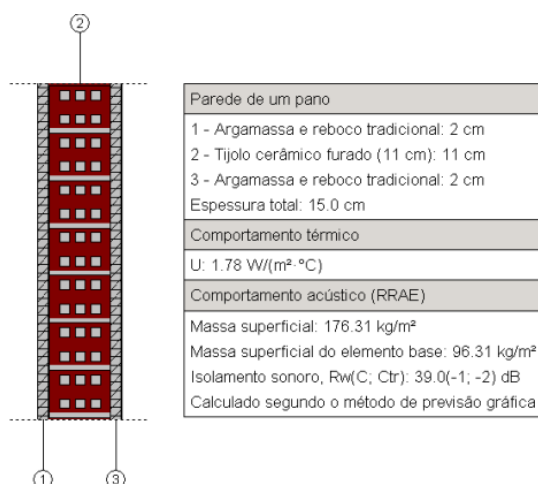 2
Parede de um pano
1 - Argamassa e reboco tradicional: 2 cm
2 - Tijolo cerâmico furado (11 cm): 11 cm
3 - Argamassa e reboco tradicional: 2 cm
Espessura total: 15.0 cm
Comportamento térmico
U: 1.78 W/(m²·°C)
Comportamento acústico (RRAE)
Massa superficial: 176.31 kg/m²
Massa superficial do elemento base: 96.31 kg/m²
Isolamento sonoro, Rw(C; Ctr): 39.0(-1; -2) dB
Calculado segundo o método de previsão gráfica
1 3